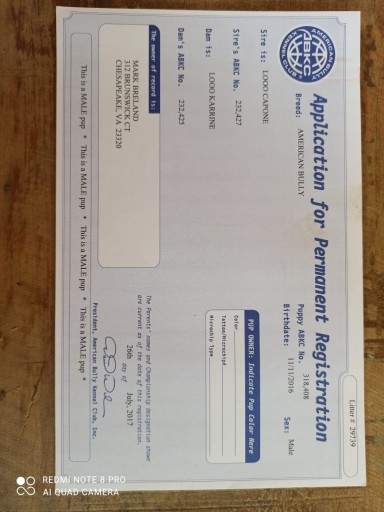 Litter # 29739
AMERICAN BULLY
ABKC
KENNEL CLUB
Application for Permanent Registration
Breed: AMERICAN BULLY
Puppy ABKC No. 318,408
Birthdate: 11/11/2016 Sex: Male
Sire is: LOOO CAPONE
Sire's ABKC No. 232,427
Dam is: LOOO KARRINE
Dam's ABKC No. 232,425
PUP OWNER: Indicate Pup Color Here
Color
Tattoo/Microchip#
Microchip Type
The owner of record is:
MARK BRELAND
312 BRUNSWICK CT
CHESAPEAKE, VA 23320
The Parents' names and Championship designation shown
are current as of the date of this registration.
26th day of July, 2017
President, American Bully Kennel Club, Inc.
This is a MALE pup * This is a MALE pup * This is a MALE pup * This is a MALE pup *
REDMI NOTE 8 PRO
AI QUAD CAMERA